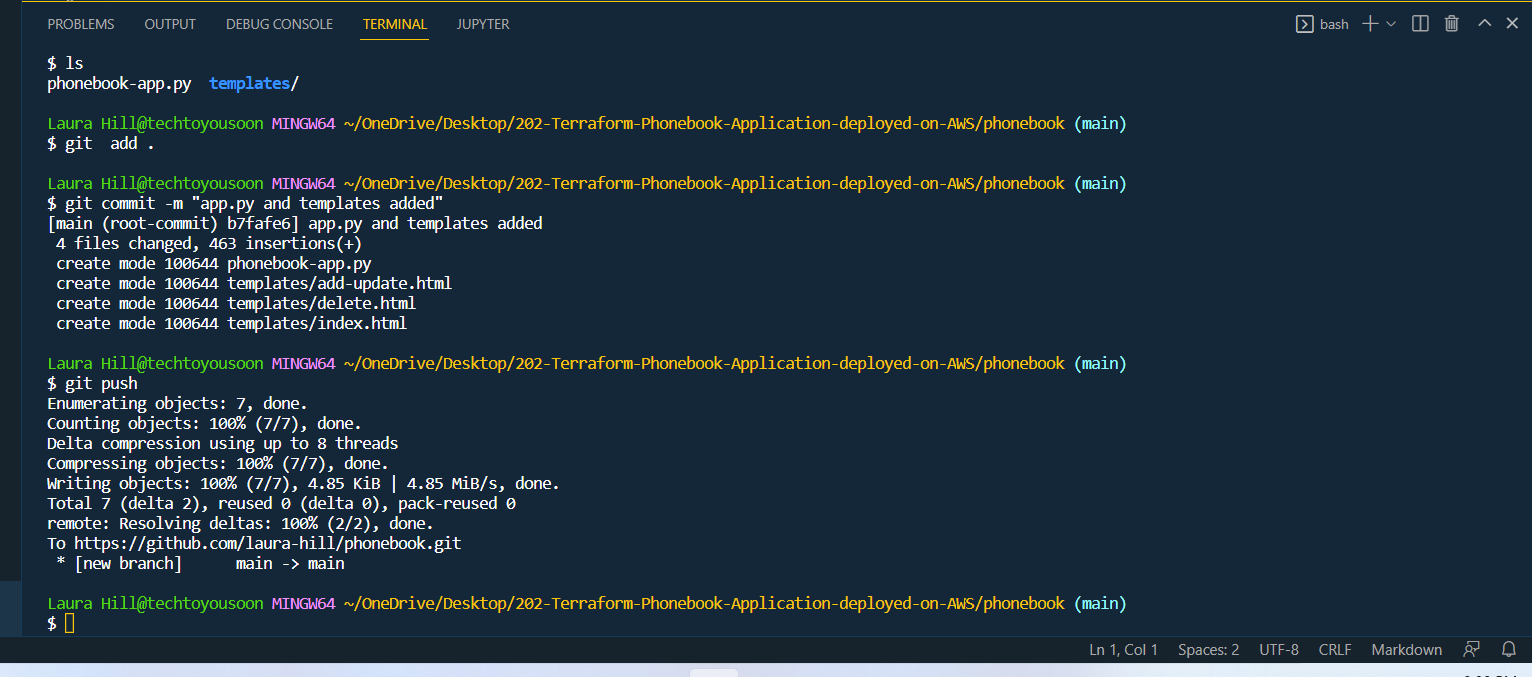 PROBLEMS OUTPUT DEBUG CONSOLE TERMINAL JUPYTER bash
$ ls
phonebook-app.py  templates/
Laura Hill@techtoyousoon MINGW64 ~/OneDrive/Desktop/202-Terraform-Phonebook-Application-deployed-on-AWS/phonebook (main)
$ git  add .
Laura Hill@techtoyousoon MINGW64 ~/OneDrive/Desktop/202-Terraform-Phonebook-Application-deployed-on-AWS/phonebook (main)
$ git commit -m "app.py and templates added"
[main (root-commit) b7fafe6] app.py and templates added
 4 files changed, 463 insertions(+)
 create mode 100644 phonebook-app.py
 create mode 100644 templates/add-update.html
 create mode 100644 templates/delete.html
 create mode 100644 templates/index.html
Laura Hill@techtoyousoon MINGW64 ~/OneDrive/Desktop/202-Terraform-Phonebook-Application-deployed-on-AWS/phonebook (main)
$ git push
Enumerating objects: 7, done.
Counting objects: 100% (7/7), done.
Delta compression using up to 8 threads
Compressing objects: 100% (7/7), done.
Writing objects: 100% (7/7), 4.85 KiB | 4.85 MiB/s, done.
Total 7 (delta 2), reused 0 (delta 0), pack-reused 0
remote: Resolving deltas: 100% (2/2), done.
To https://github.com/laura-hill/phonebook.git
 * [new branch]      main -> main
Laura Hill@techtoyousoon MINGW64 ~/OneDrive/Desktop/202-Terraform-Phonebook-Application-deployed-on-AWS/phonebook (main)
$
Ln 1, Col 1 Spaces: 2 UTF-8 CRLF Markdown